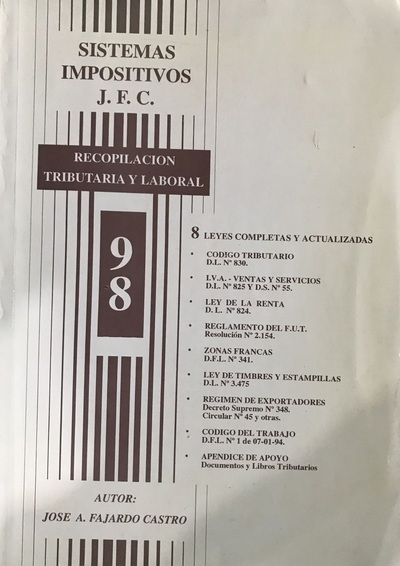 SISTEMAS
IMPOSITIVOS
J. F. C.
RECOPILACION
TRIBUTARIA Y LABORAL
98
8 LEYES COMPLETAS Y ACTUALIZADAS
• CODIGO TRIBUTARIO
D.L. Nº 830.
• I.V.A. - VENTAS Y SERVICIOS
D.L. Nº 825 Y D.S. Nº 55.
• LEY DE LA RENTA
D. L. Nº 824.
• REGLAMENTO DEL F.U.T.
Resolución Nº 2.154.
• ZONAS FRANCAS
D.F.L. Nº 341.
• LEY DE TIMBRES Y ESTAMPILLAS
D.L. Nº 3.475
• REGIMEN DE EXPORTADORES
Decreto Supremo Nº 348.
Circular Nº 45 y otras.
• CODIGO DEL TRABAJO
D.F.L. Nº 1 de 07-01-94.
• APENDICE DE APOYO
Documentos y Libros Tributarios
AUTOR:
JOSE A. FAJARDO CASTRO